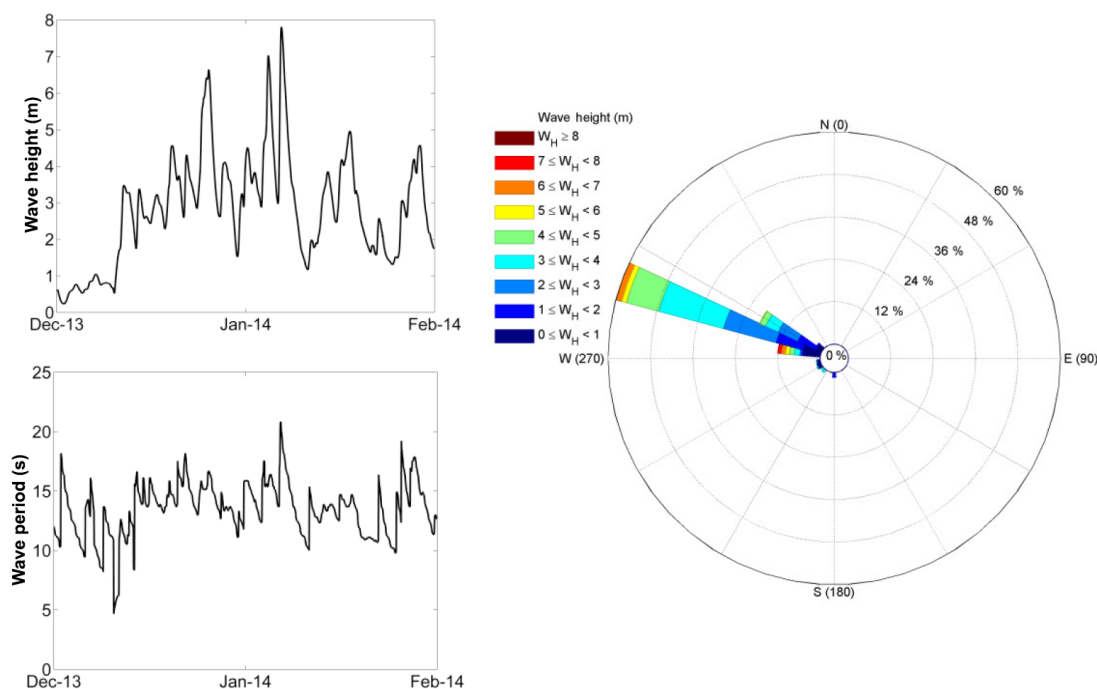 Wave height (m)
8
7
6
5
4
3
2
1
0
Dec-13
Jan-14
Feb-14
Wave period (s)
25
20
15
10
5
0
Dec-13
Jan-14
Feb-14
Wave height (m)
W_H ≥ 8
7 ≤ W_H < 8
6 ≤ W_H < 7
5 ≤ W_H < 6
4 ≤ W_H < 5
3 ≤ W_H < 4
2 ≤ W_H < 3
1 ≤ W_H < 2
0 ≤ W_H < 1
N (0)
60 %
48 %
36 %
24 %
12 %
0 %
W (270)
E (90)
S (180)